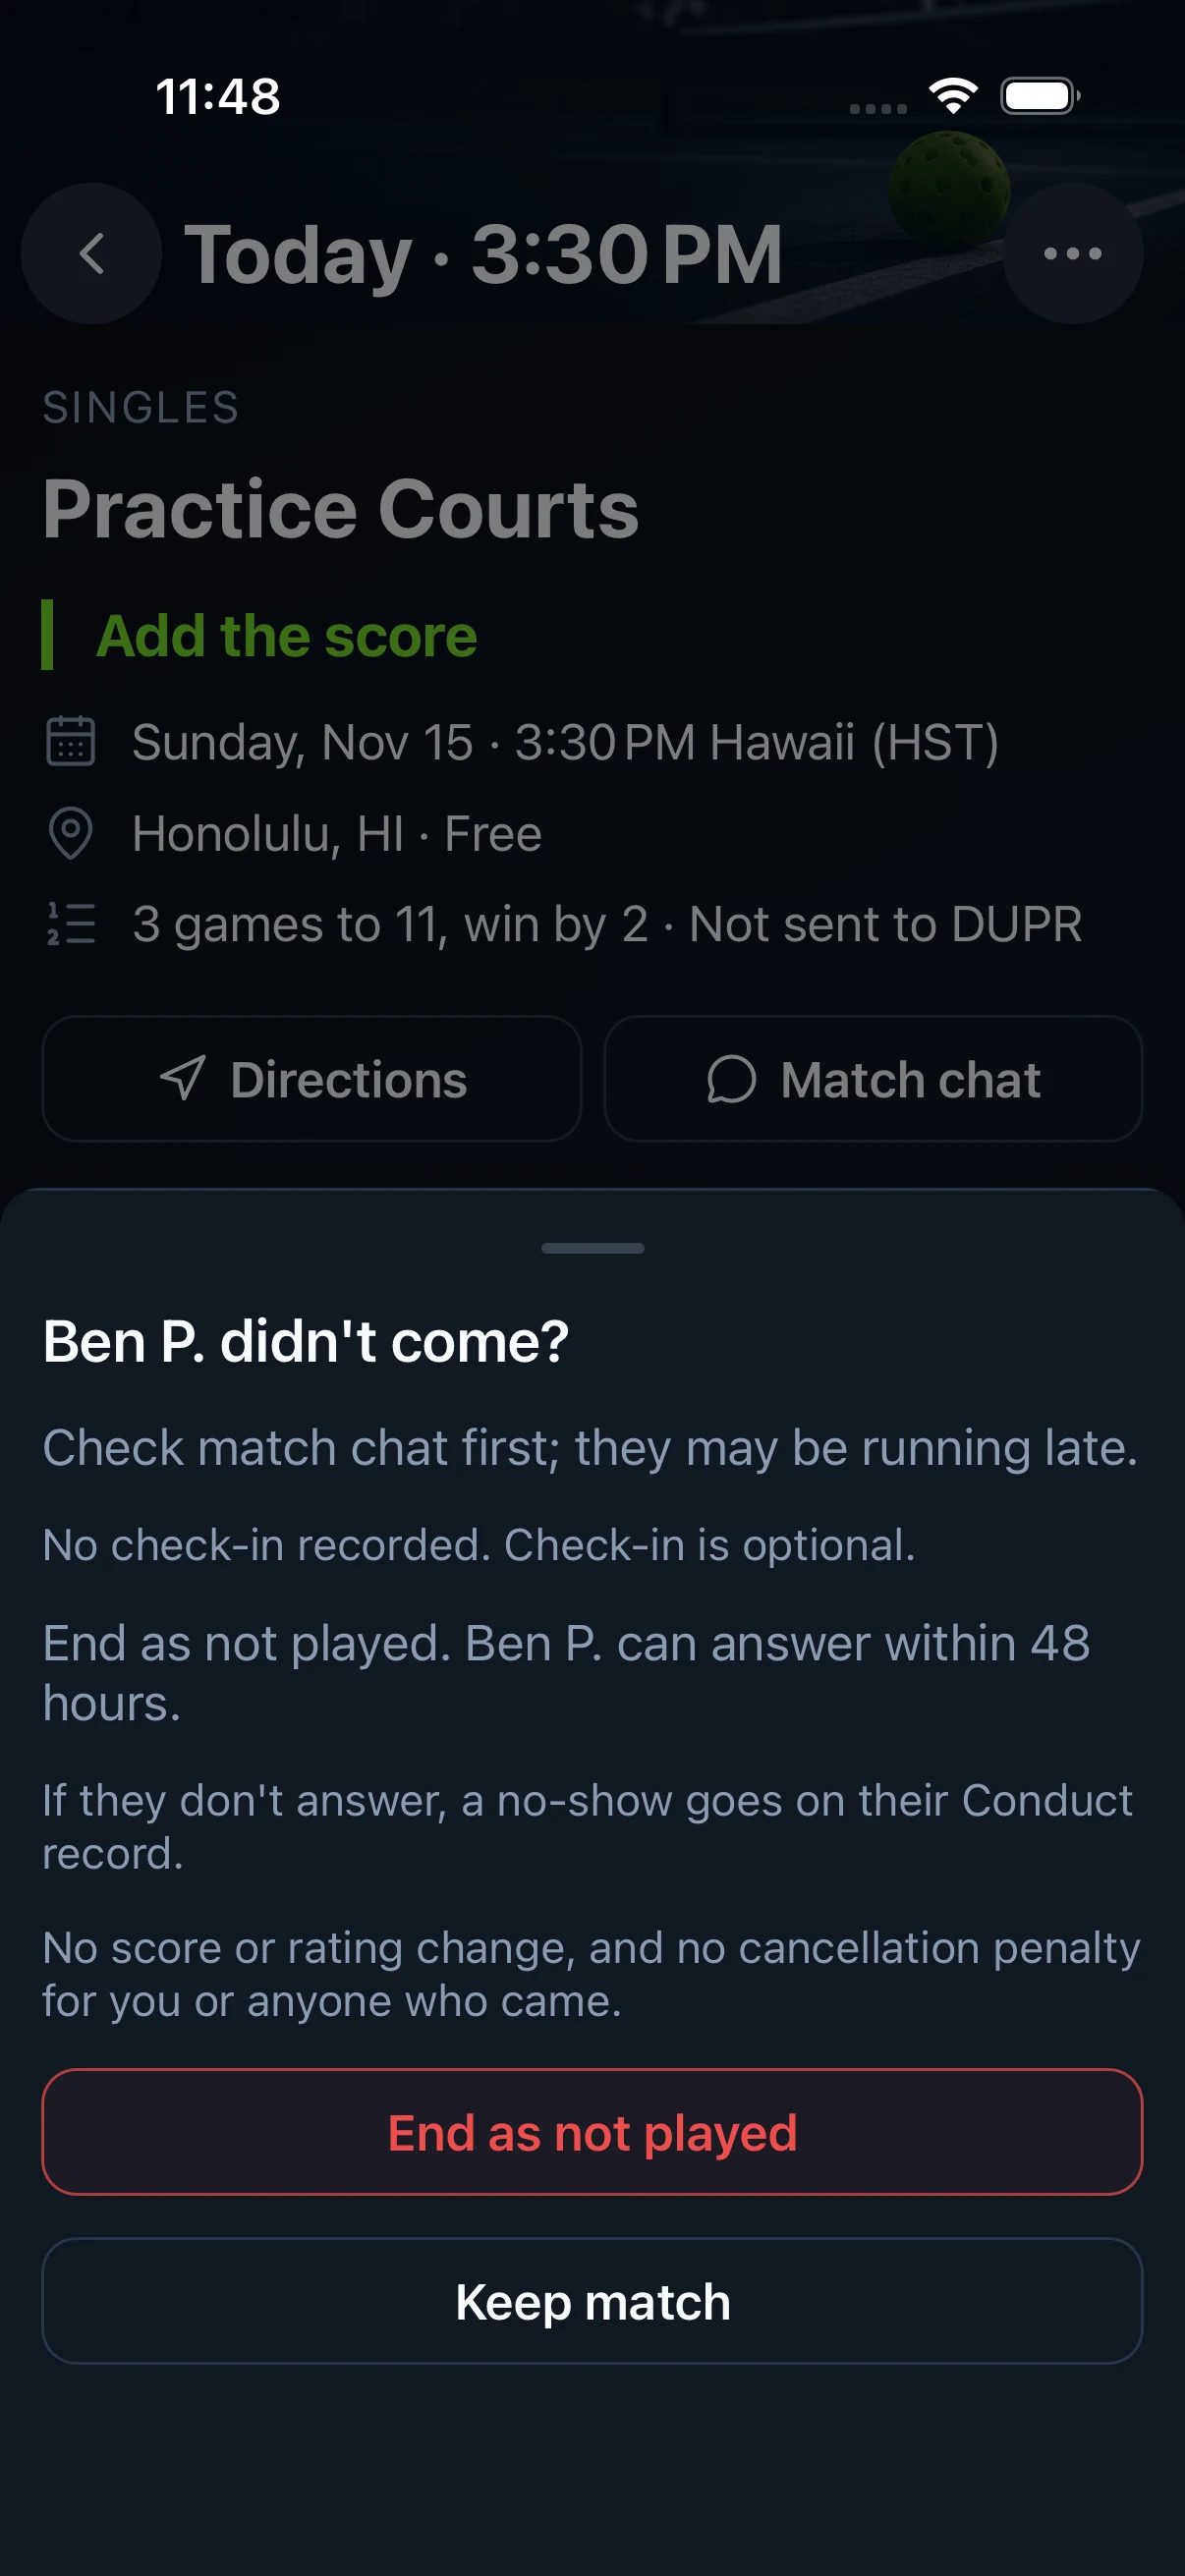 11:48
Today · 3:30 PM
SINGLES
Practice Courts
Add the score
Sunday, Nov 15 · 3:30 PM Hawaii (HST)
Honolulu, HI · Free
3 games to 11, win by 2 · Not sent to DUPR
Directions
Match chat
Ben P. didn't come?
Check match chat first; they may be running late.
No check-in recorded. Check-in is optional.
End as not played. Ben P. can answer within 48
hours.
If they don't answer, a no-show goes on their Conduct
record.
No score or rating change, and no cancellation penalty
for you or anyone who came.
End as not played
Keep match